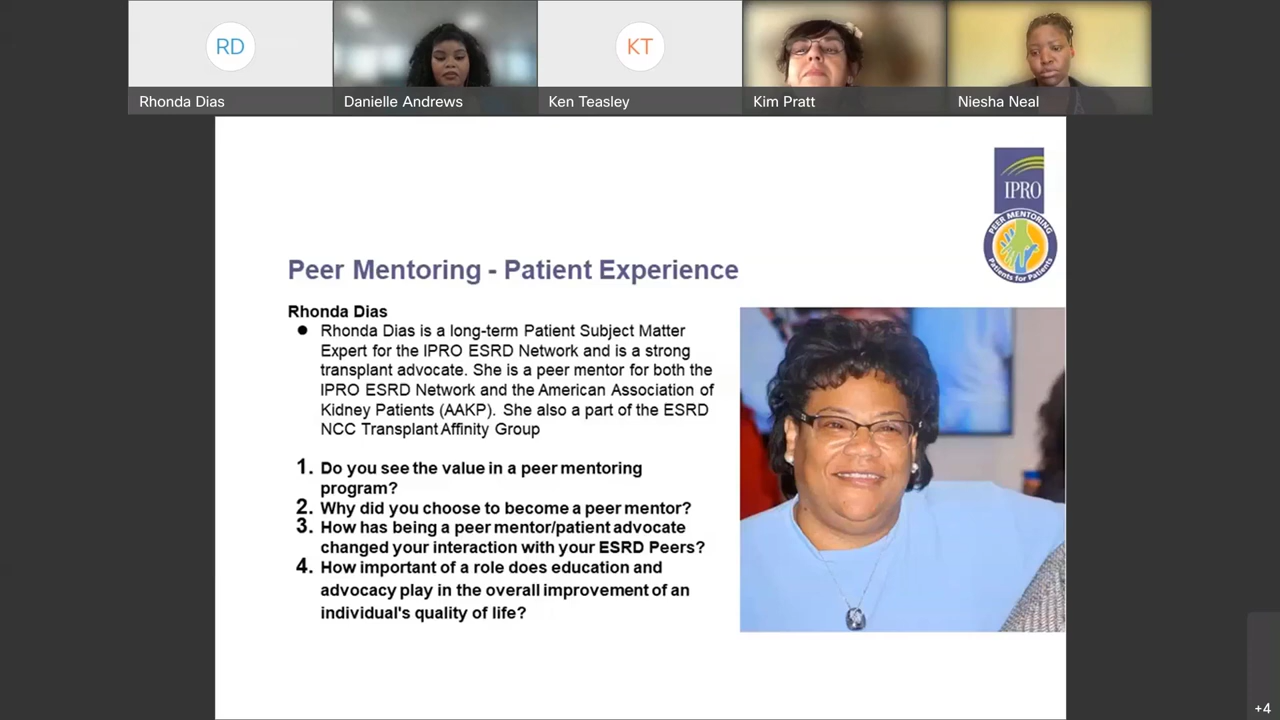 RD
KT
Rhonda Dias
Danielle Andrews
Ken Teasley
Kim Pratt
Niesha Neal
IPRO
PEER MENTORING
Patients for Patients
Peer Mentoring - Patient Experience
Rhonda Dias
● Rhonda Dias is a long-term Patient Subject Matter
Expert for the IPRO ESRD Network and is a strong
transplant advocate. She is a peer mentor for both the
IPRO ESRD Network and the American Association of
Kidney Patients (AAKP). She also a part of the ESRD
NCC Transplant Affinity Group
1. Do you see the value in a peer mentoring
program?
2. Why did you choose to become a peer mentor?
3. How has being a peer mentor/patient advocate
changed your interaction with your ESRD Peers?
4. How important of a role does education and
advocacy play in the overall improvement of an
individual's quality of life?
+4